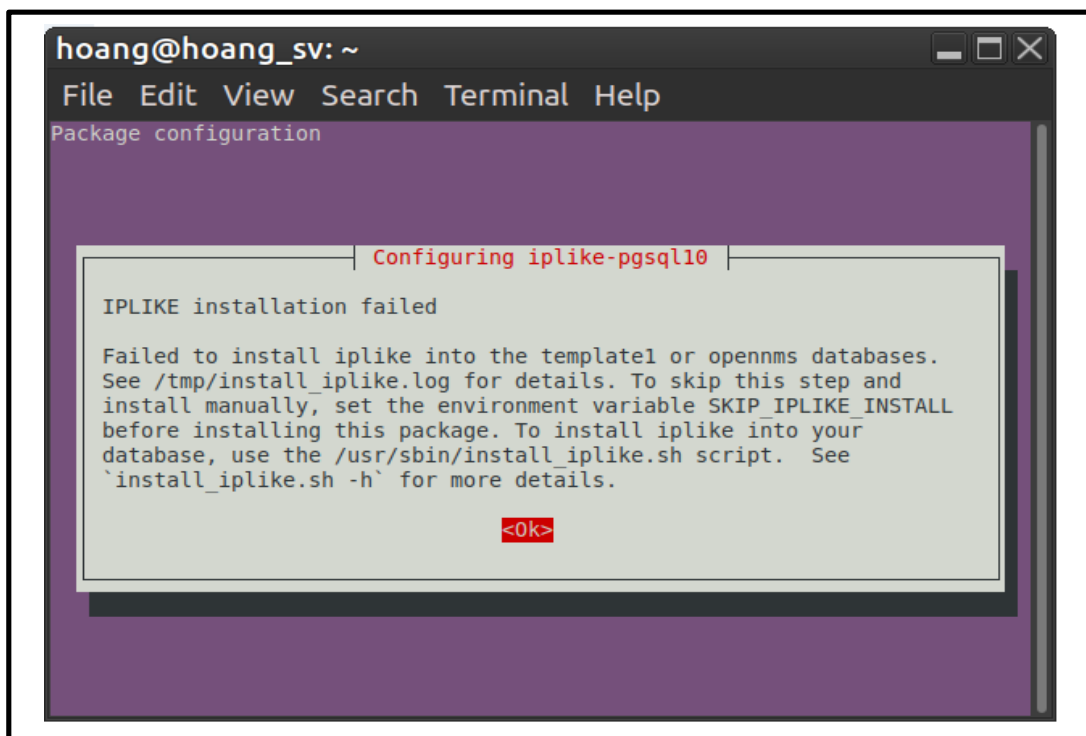 hoang@hoang_sv: ~
File Edit View Search Terminal Help
Package configuration
Configuring iplike-pgsql10
IPLIKE installation failed
Failed to install iplike into the template1 or opennms databases.
See /tmp/install_iplike.log for details. To skip this step and
install manually, set the environment variable SKIP_IPLIKE_INSTALL
before installing this package. To install iplike into your
database, use the /usr/sbin/install_iplike.sh script.  See
`install_iplike.sh -h` for more details.
<Ok>